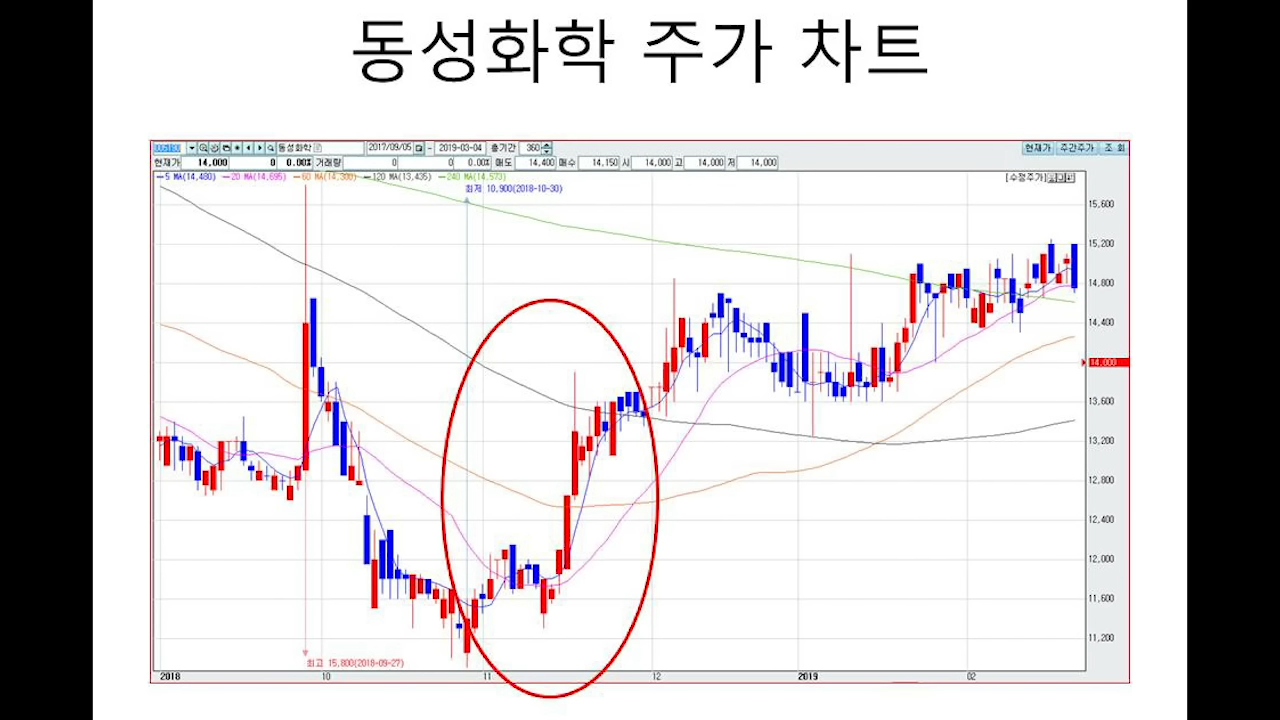 동성화학 주가 차트
005190 동성화학 2017/09/05 - 2019-03-04 총기간 360 현재가 주간주가 조 회
현재가 14,000 0 0.00% 거래량 0 0 0.00% 매도 14,400 매수 14,150 시 14,000 고 14,000 저 14,000
5 MA(14,480) 20 MA(14,695) 60 MA(14,300) 120 MA(13,435) 240 MA(14,573) [수정주가]
최저 10,900(2018-10-30)
15,600
15,200
14,800
14,400
14,000
13,600
13,200
12,800
12,400
12,000
11,600
11,200
최고 15,800(2018-09-27)
2018 10 11 12 2019 02